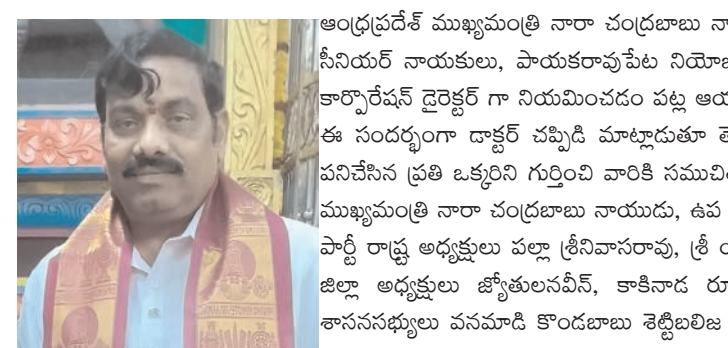 ఆంధ్రప్రదేశ్ ముఖ్యమంత్రి నారా చంద్రబాబు నా
సీనియర్ నాయకులు, పాయకరావుపేట నియోజ
కార్పొరేషన్ డైరెక్టర్ గా నియమించడం పట్ల ఆయ
ఈ సందర్భంగా డాక్టర్ చప్పిడి మాట్లాడుతూ తె
పనిచేసిన ప్రతి ఒక్కరిని గుర్తించి వారికి సముచి
ముఖ్యమంత్రి నారా చంద్రబాబు నాయుడు, ఉప
పార్టీ రాష్ట్ర అధ్యక్షులు పల్లా శ్రీనివాసరావు, శ్రీ
జిల్లా అధ్యక్షులు జ్యోతులనవీన్, కాకినాడ రూ
శాసనసభ్యులు వనమాడి కొండబాబు శెట్టిబలిజ